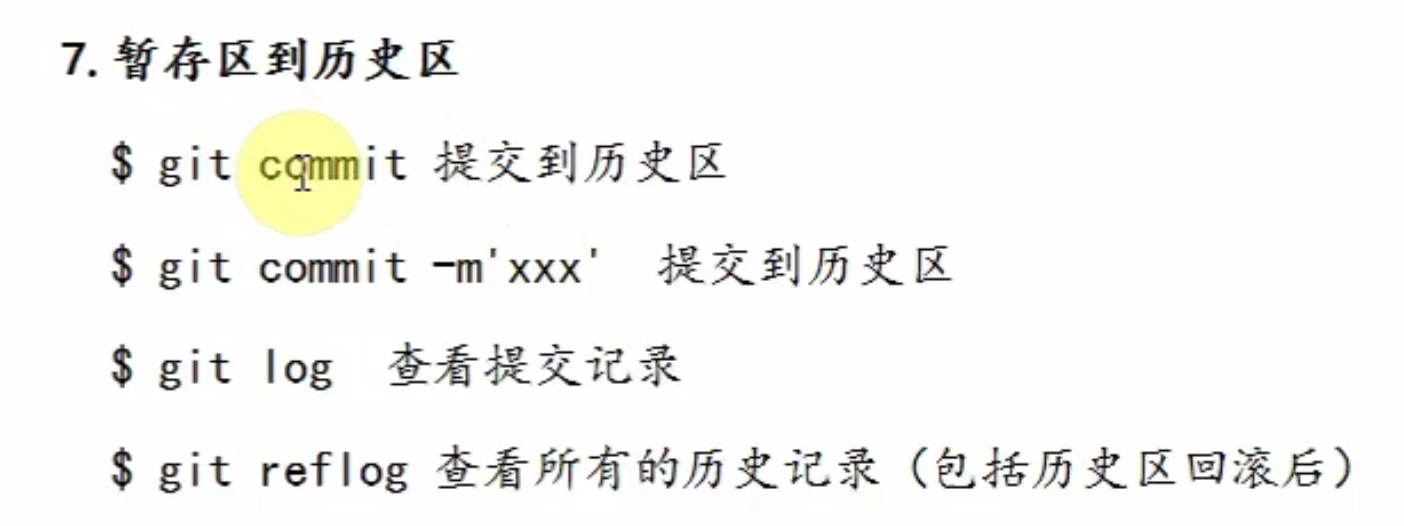 7.暂存区到历史区
$ git commit 提交到历史区
$ git commit -m'xxx' 提交到历史区
$ git log 查看提交记录
$ git reflog 查看所有的历史记录（包括历史区回滚后）